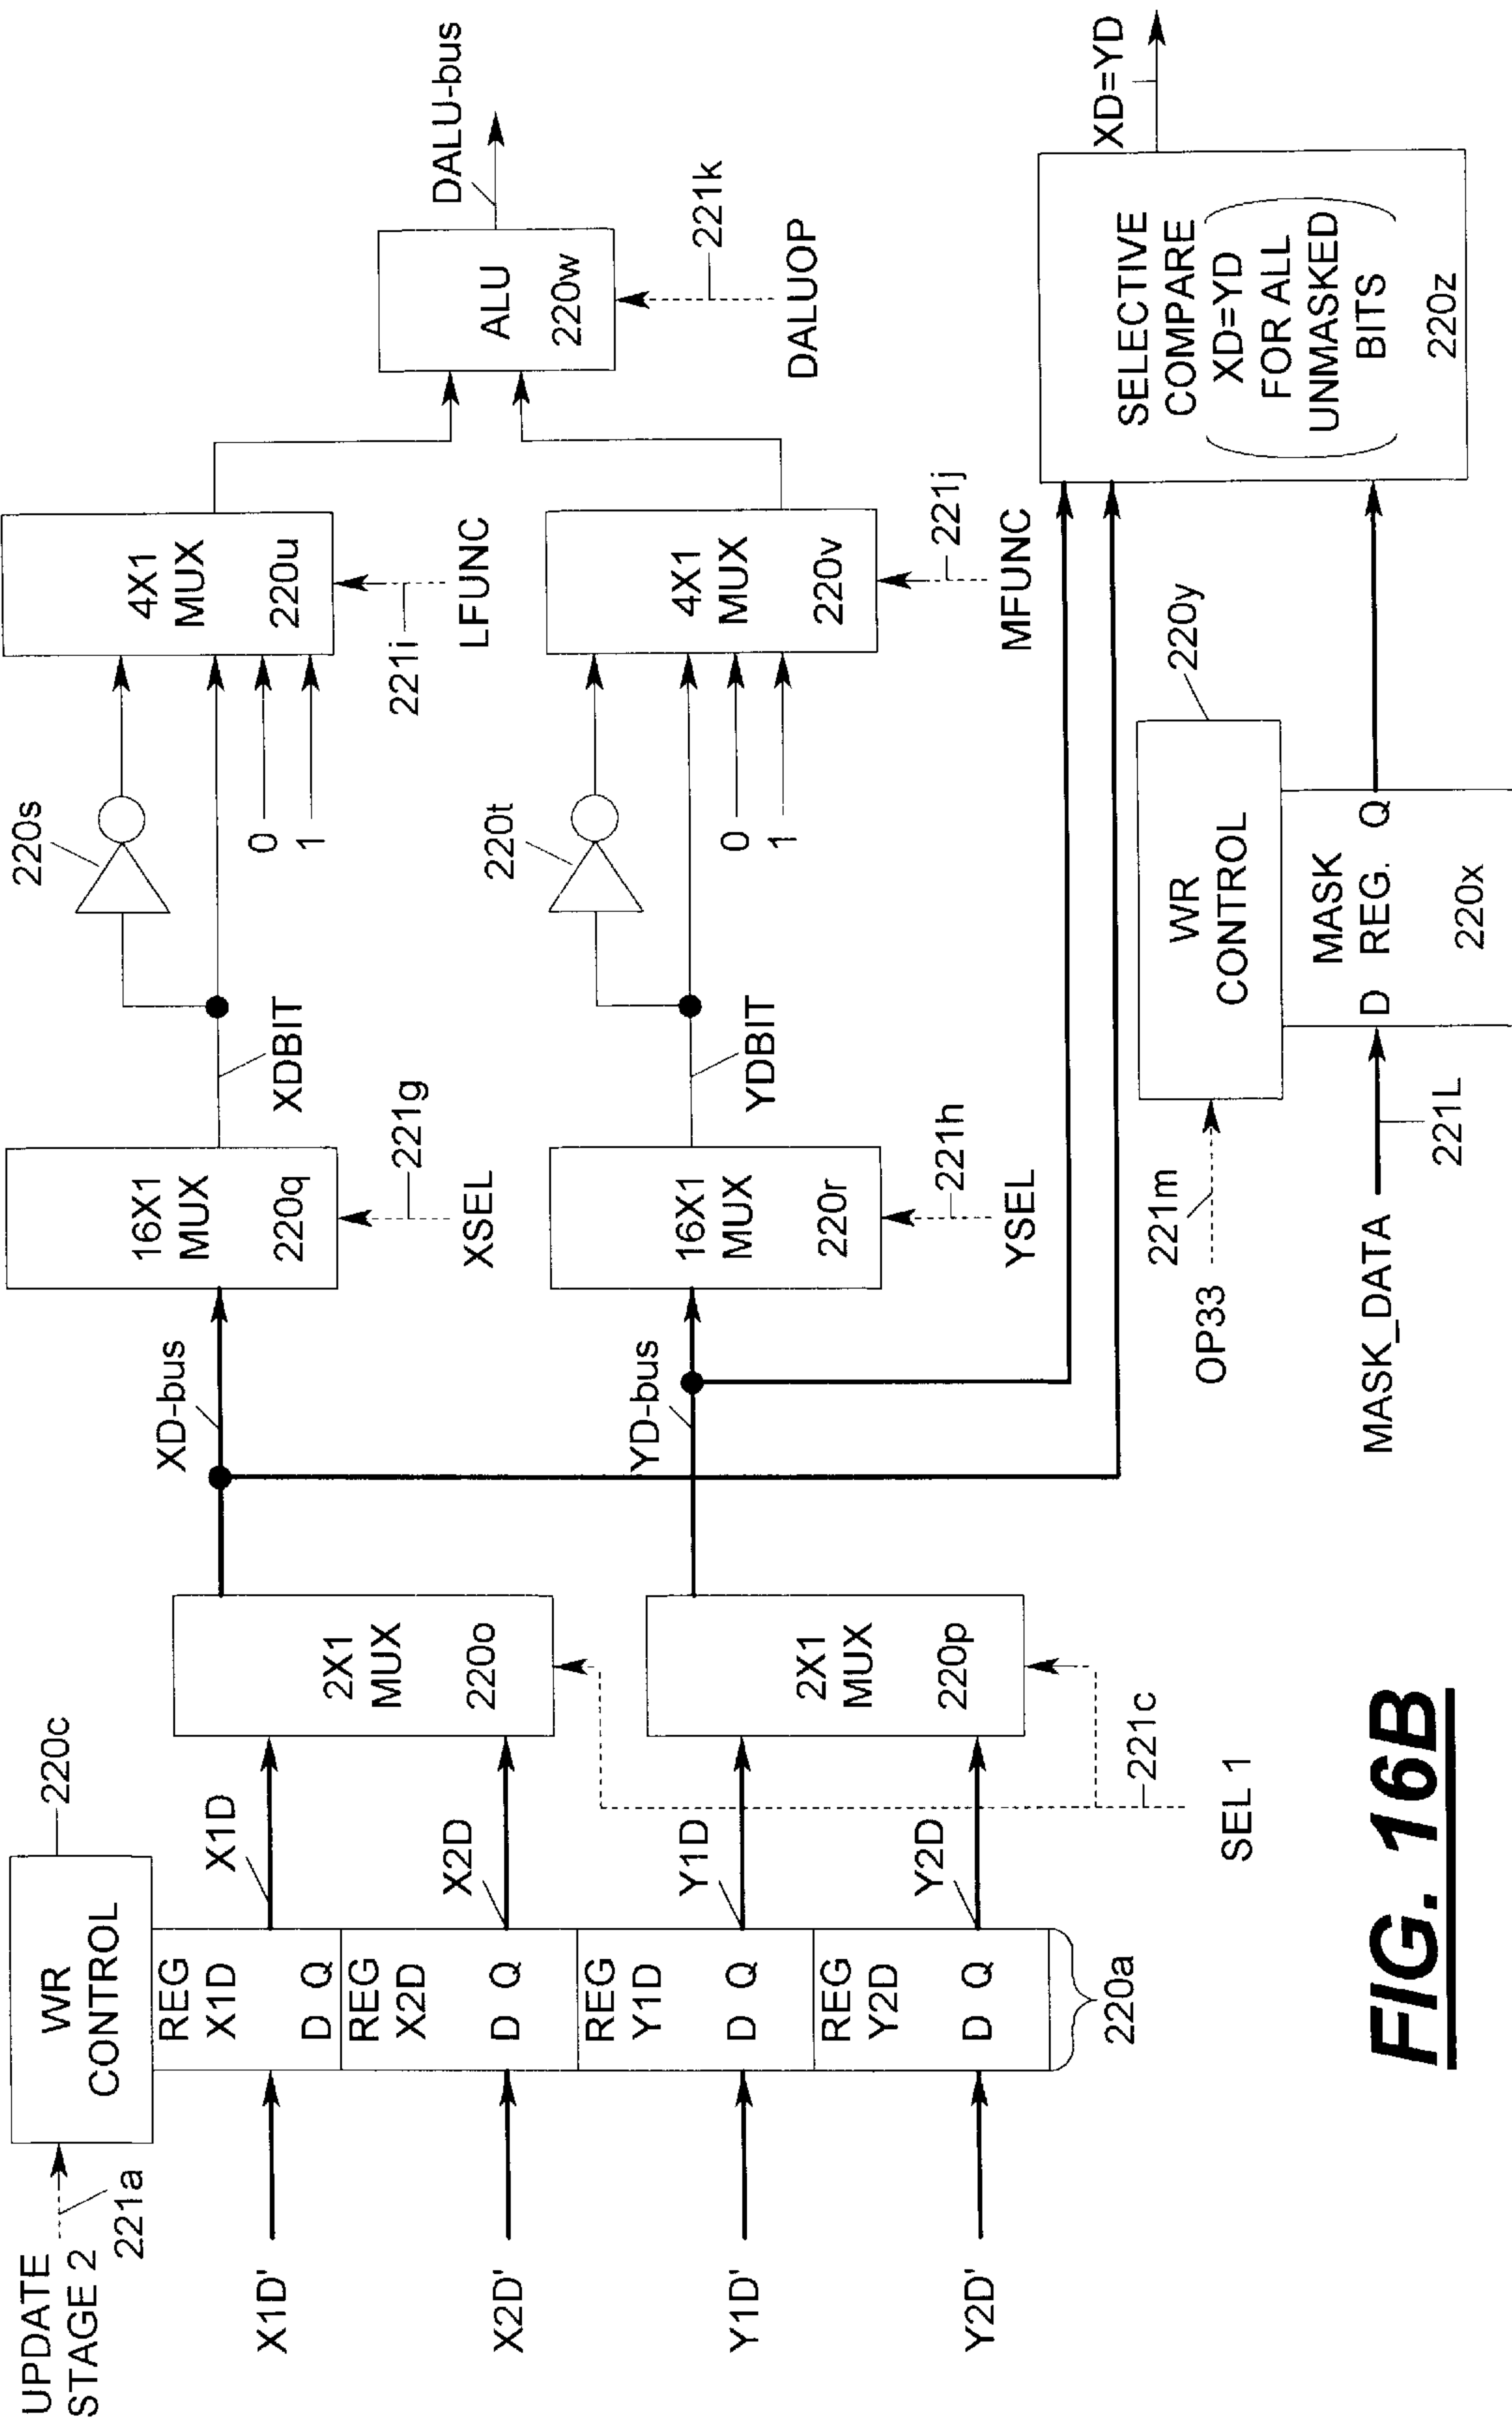 UPDATE
STAGE 2
221a
WR
CONTROL
220c
X1D'
X2D'
Y1D'
Y2D'
REG
X1D
D Q
REG
X2D
D Q
REG
Y1D
D Q
REG
Y2D
D Q
220a
X1D
X2D
Y1D
Y2D
2X1
MUX
220o
2X1
MUX
220p
221c
SEL 1
XD-bus
YD-bus
16X1
MUX
220q
221g
XSEL
16X1
MUX
220r
221h
YSEL
XDBIT
YDBIT
220s
0
1
220t
0
1
4X1
MUX
220u
221i
LFUNC
4X1
MUX
220v
221j
MFUNC
ALU
220w
DALU-bus
221k
DALUOP
OP33
221m
MASK_DATA
221L
WR
CONTROL
220y
MASK
D REG. Q
220x
SELECTIVE
COMPARE
XD=YD
FOR ALL
UNMASKED
BITS
220z
XD=YD
FIG. 16B